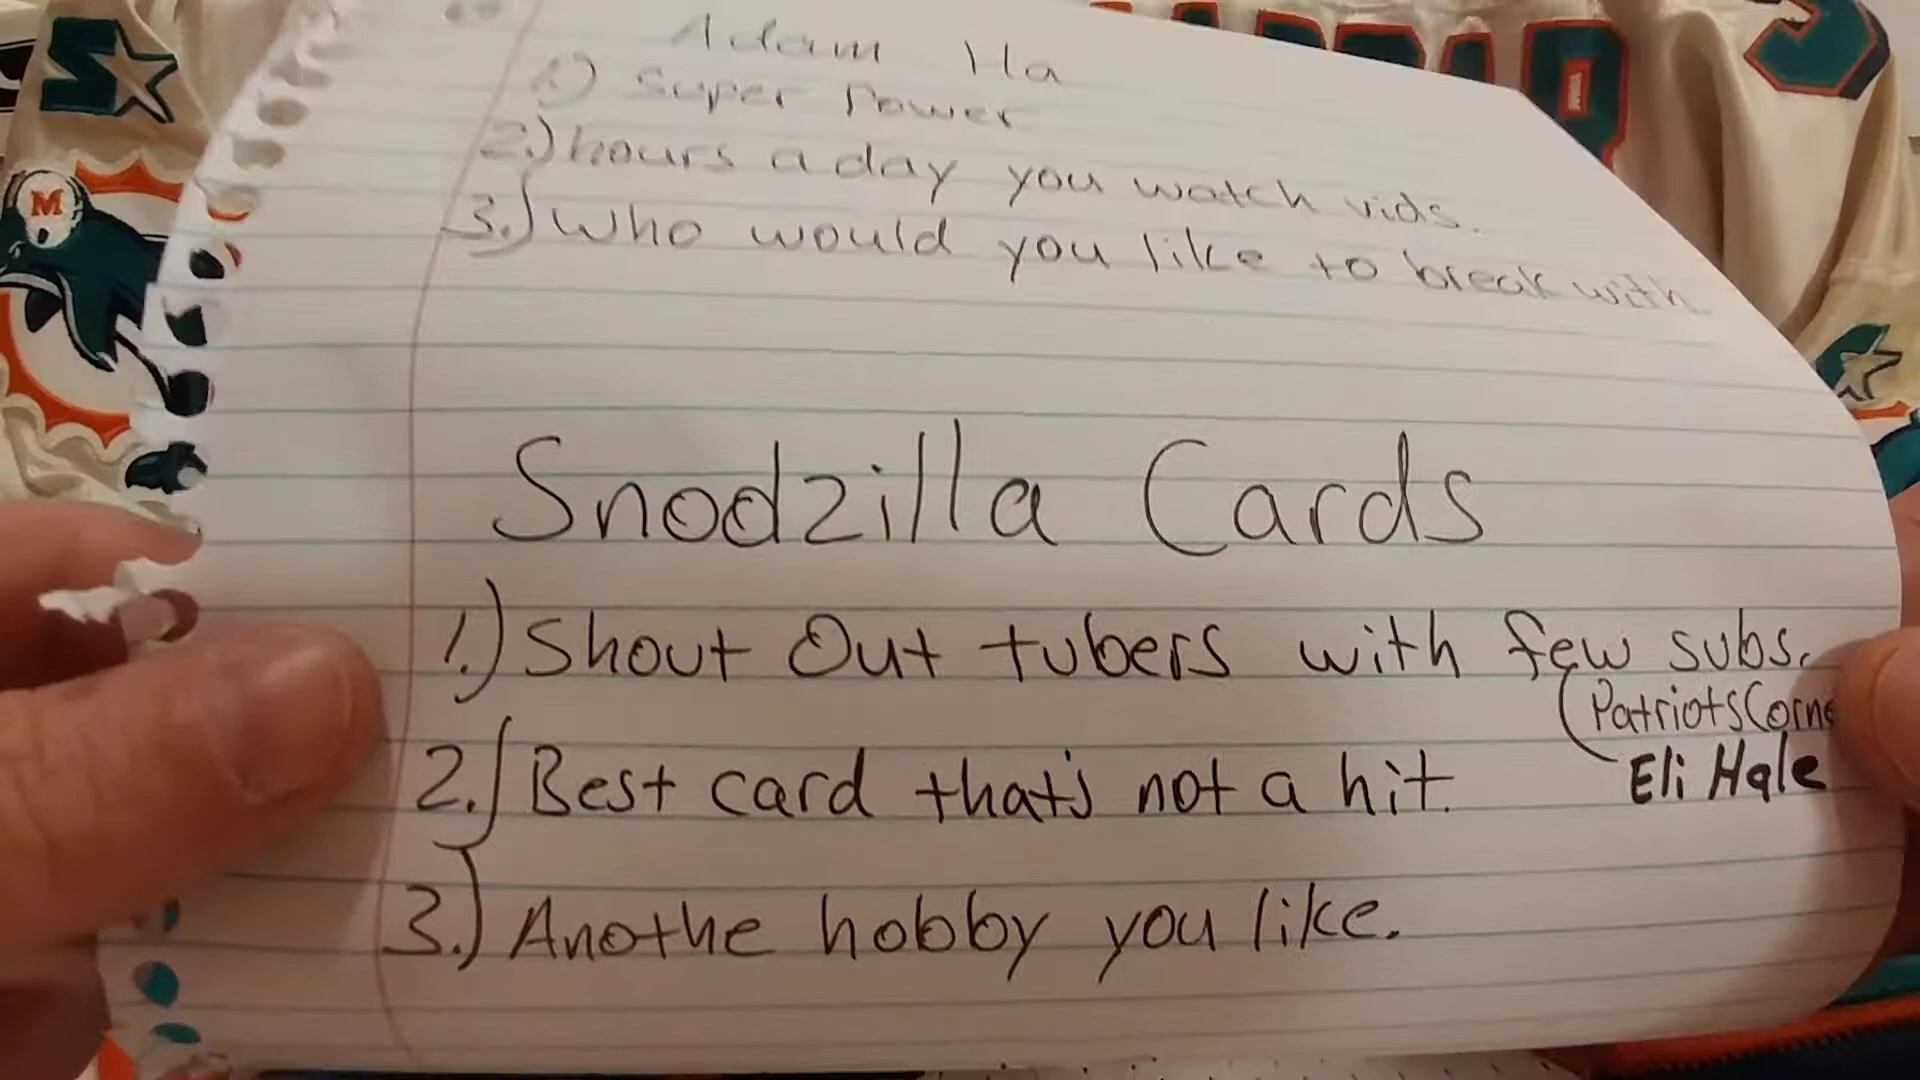 Adam Ha
1.) Super Power
2.) hours a day you watch vids.
3.) Who would you like to break with
Snodzilla Cards
1.) Shout Out tubers with few subs.
(PatriotsCorne
Eli Hale
2.) Best card that's not a hit.
3.) Anothe hobby you like.
M